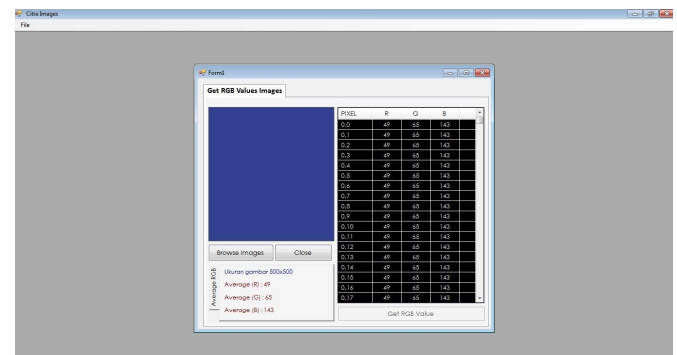 Citra Images
File
Form1
Get RGB Values Images
PIXEL R G B
0,0 49 65 143
0,1 49 65 143
0,2 49 65 143
0,3 49 65 143
0,4 49 65 143
0,5 49 65 143
0,6 49 65 143
0,7 49 65 143
0,8 49 65 143
0,9 49 65 143
0,10 49 65 143
0,11 49 65 143
0,12 49 65 143
0,13 49 65 143
0,14 49 65 143
0,15 49 65 143
0,16 49 65 143
0,17 49 65 143
Browse Images Close
Average RGB
Ukuran gambar 500x500
Average (R) : 49
Average (G) : 65
Average (B) : 143
Get RGB Value